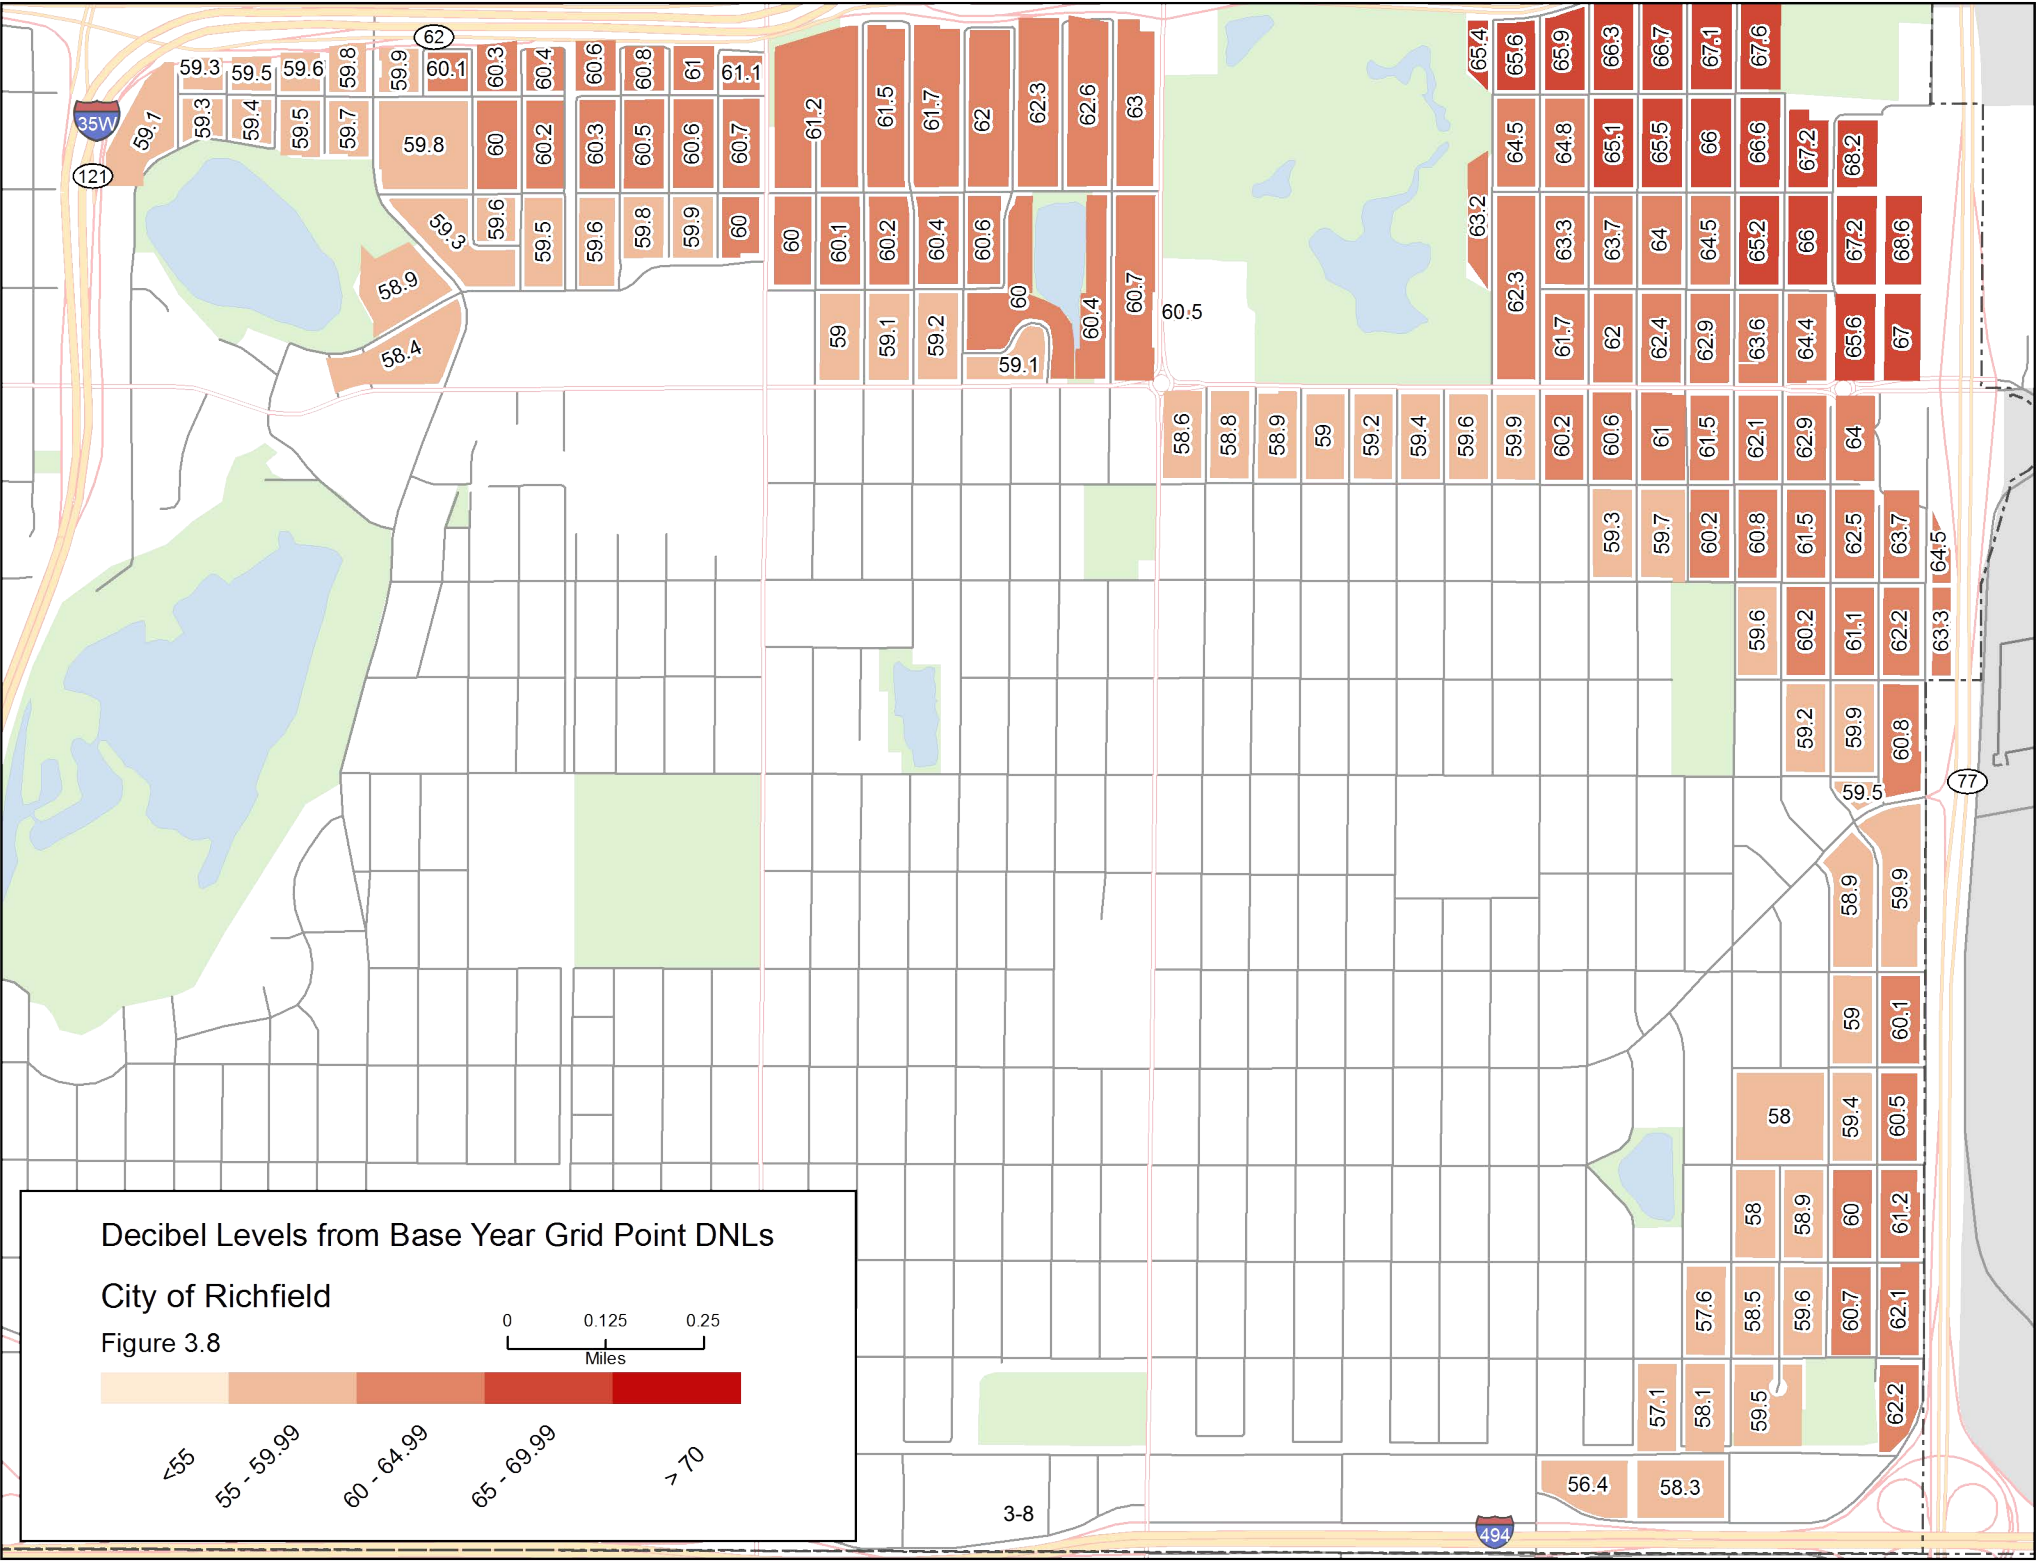 62
59.3 59.5 59.6 59.8 59.9 60.1 60.3 60.4 60.6 60.8 61 61.1
35W
121
59.1 59.3 59.4 59.5 59.7 59.8 60 60.2 60.3 60.5 60.6 60.7
61.2 61.5 61.7 62 62.3 62.6 63
65.4 65.6 65.9 66.3 66.7 67.1 67.6
64.5 64.8 65.1 65.5 66 66.6 67.2 68.2
59.3 59.6 59.5 59.6 59.8 59.9 60
60 60.1 60.2 60.4 60.6
63.2 62.3 63.3 63.7 64 64.5 65.2 66 67.2 68.6
58.9
58.4
59 59.1 59.2 60 59.1 60.4 60.7 60.5
61.7 62 62.4 62.9 63.6 64.4 65.6 67
58.6 58.8 58.9 59 59.2 59.4 59.6 59.9 60.2 60.6 61 61.5 62.1 62.9 64
59.3 59.7 60.2 60.8 61.5 62.5 63.7 64.5
59.6 60.2 61.1 62.2 63.3
59.2 59.9 60.8
59.5
77
58.9 59.9
59 60.1
58 59.4 60.5
58 58.9 60 61.2
57.6 58.5 59.6 60.7 62.1
57.1 58.1 59.5 62.2
56.4 58.3
494
3-8
Decibel Levels from Base Year Grid Point DNLs
City of Richfield
Figure 3.8
0 0.125 0.25
Miles
<55
55 - 59.99
60 - 64.99
65 - 69.99
> 70